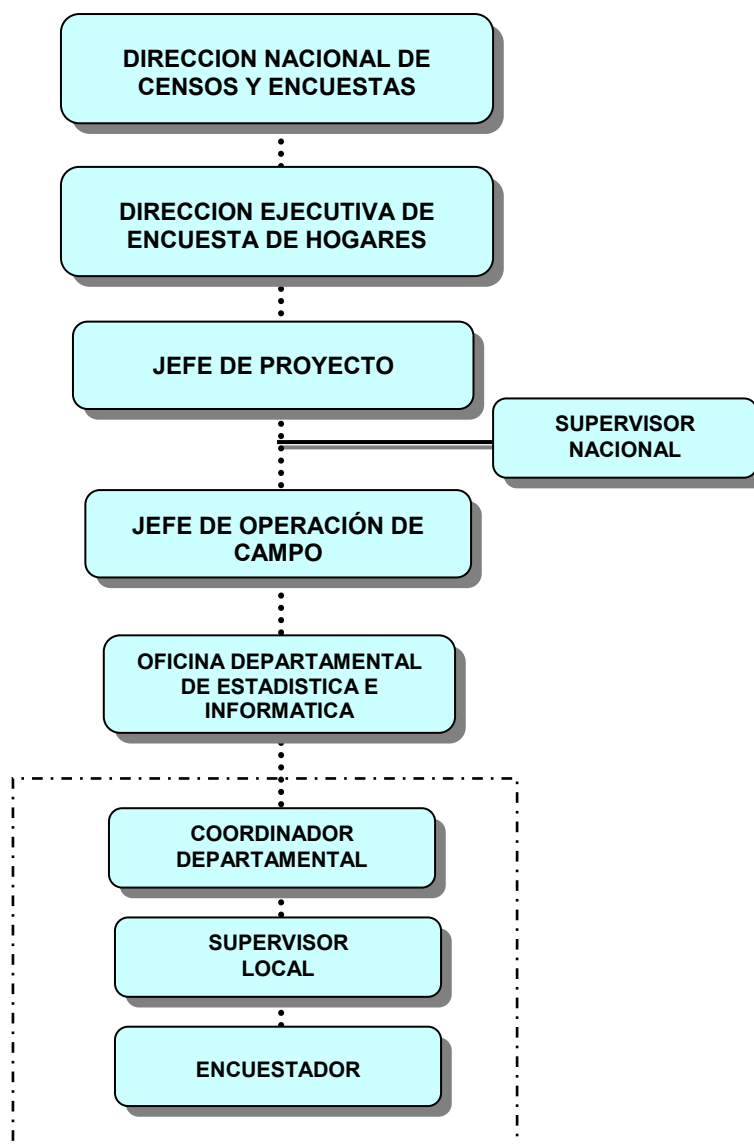 DIRECCION NACIONAL DE
CENSOS Y ENCUESTAS
DIRECCION EJECUTIVA DE
ENCUESTA DE HOGARES
JEFE DE PROYECTO
SUPERVISOR
NACIONAL
JEFE DE OPERACIÓN DE
CAMPO
OFICINA DEPARTAMENTAL
DE ESTADISTICA E
INFORMATICA
COORDINADOR
DEPARTAMENTAL
SUPERVISOR
LOCAL
ENCUESTADOR